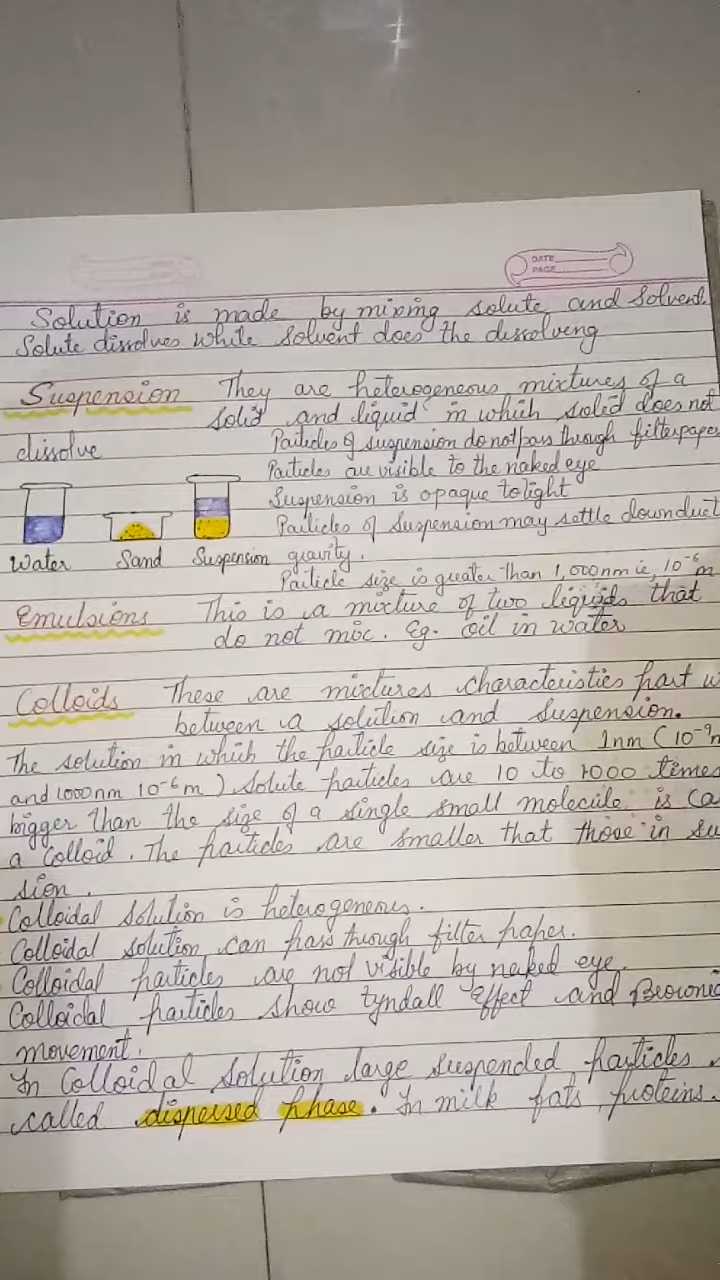 DATE
PAGE
Solution is made by mixing solute and solvent.
Solute dissolves while solvent does the dissolving
Suspension They are heterogeneous mixtures of a
solid and liquid in which solid does not
dissolve
Particles of suspension do not pass through filter paper
Particles are visible to the naked eye
Suspension is opaque to light
Particles of suspension may settle down
Water Sand Suspension gravity.
Particle size is greater than 1,000nm ie, 10⁻⁶m
Emulsions This is a mixture of two liquids that
do not mix. Eg. oil in water
Colloids These are mixtures characteristics
between a solution and suspension.
The solution in which the particle size is between 1nm (10⁻⁹
and 1000nm 10⁻⁶m) Solute particles are 10 to 1000 times
bigger than the size of a single small molecule is
a Colloid. The particles are smaller that those in su
sion.
Colloidal solution is heterogeneous.
Colloidal solution can pass through filter paper.
Colloidal particles are not visible by naked eye.
Colloidal particles show tyndall Effect and Browni
movement.
In Colloidal solution large suspended particles
called dispersed phase. In milk fats, proteins.